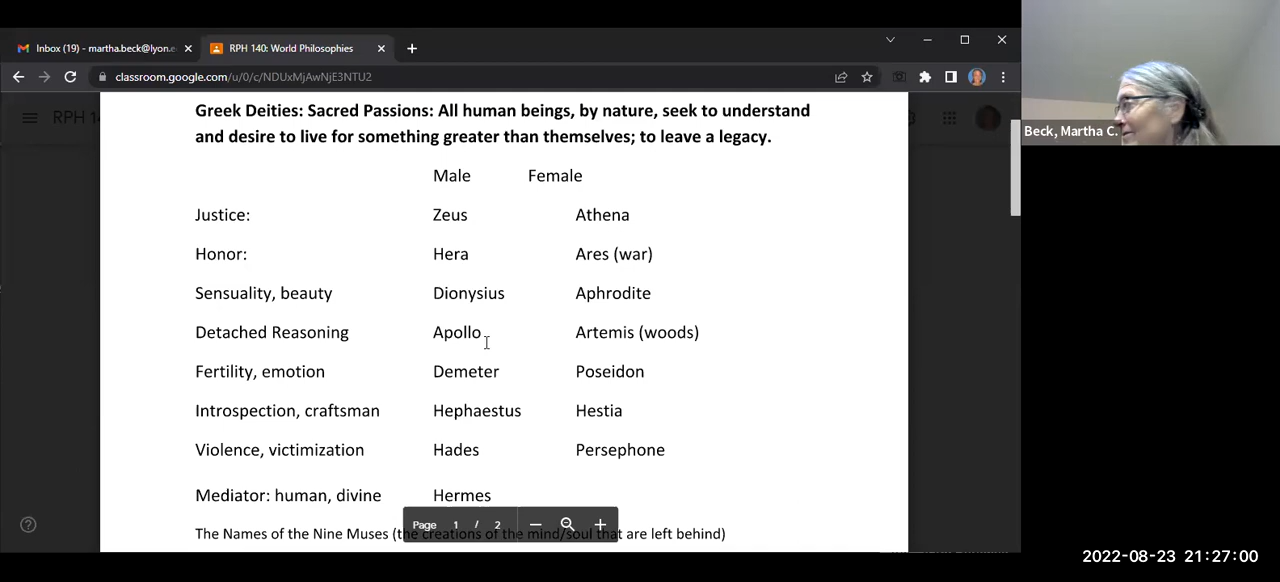 Inbox (19) - martha.beck@lyon.e
RPH 140: World Philosophies
classroom.google.com/u/0/c/NDUxMjAwNjE3NTU2
RPH 1
Beck, Martha C.
Greek Deities: Sacred Passions: All human beings, by nature, seek to understand
and desire to live for something greater than themselves; to leave a legacy.
Male Female
Justice: Zeus Athena
Honor: Hera Ares (war)
Sensuality, beauty Dionysius Aphrodite
Detached Reasoning Apollo Artemis (woods)
Fertility, emotion Demeter Poseidon
Introspection, craftsman Hephaestus Hestia
Violence, victimization Hades Persephone
Mediator: human, divine Hermes
Page 1 / 2
The Names of the Nine Muses (the creations of the mind/soul that are left behind)
2022-08-23 21:27:00